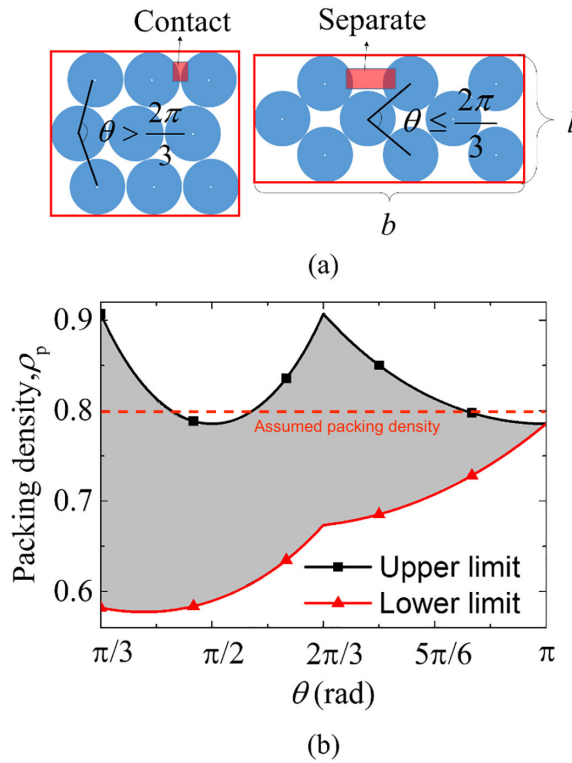 Contact
Separate
θ > 2π/3
θ ≤ 2π/3
l
b
(a)
Packing density,ρp
0.9
0.8
0.7
0.6
Assumed packing density
Upper limit
Lower limit
π/3 π/2 2π/3 5π/6 π
θ (rad)
(b)